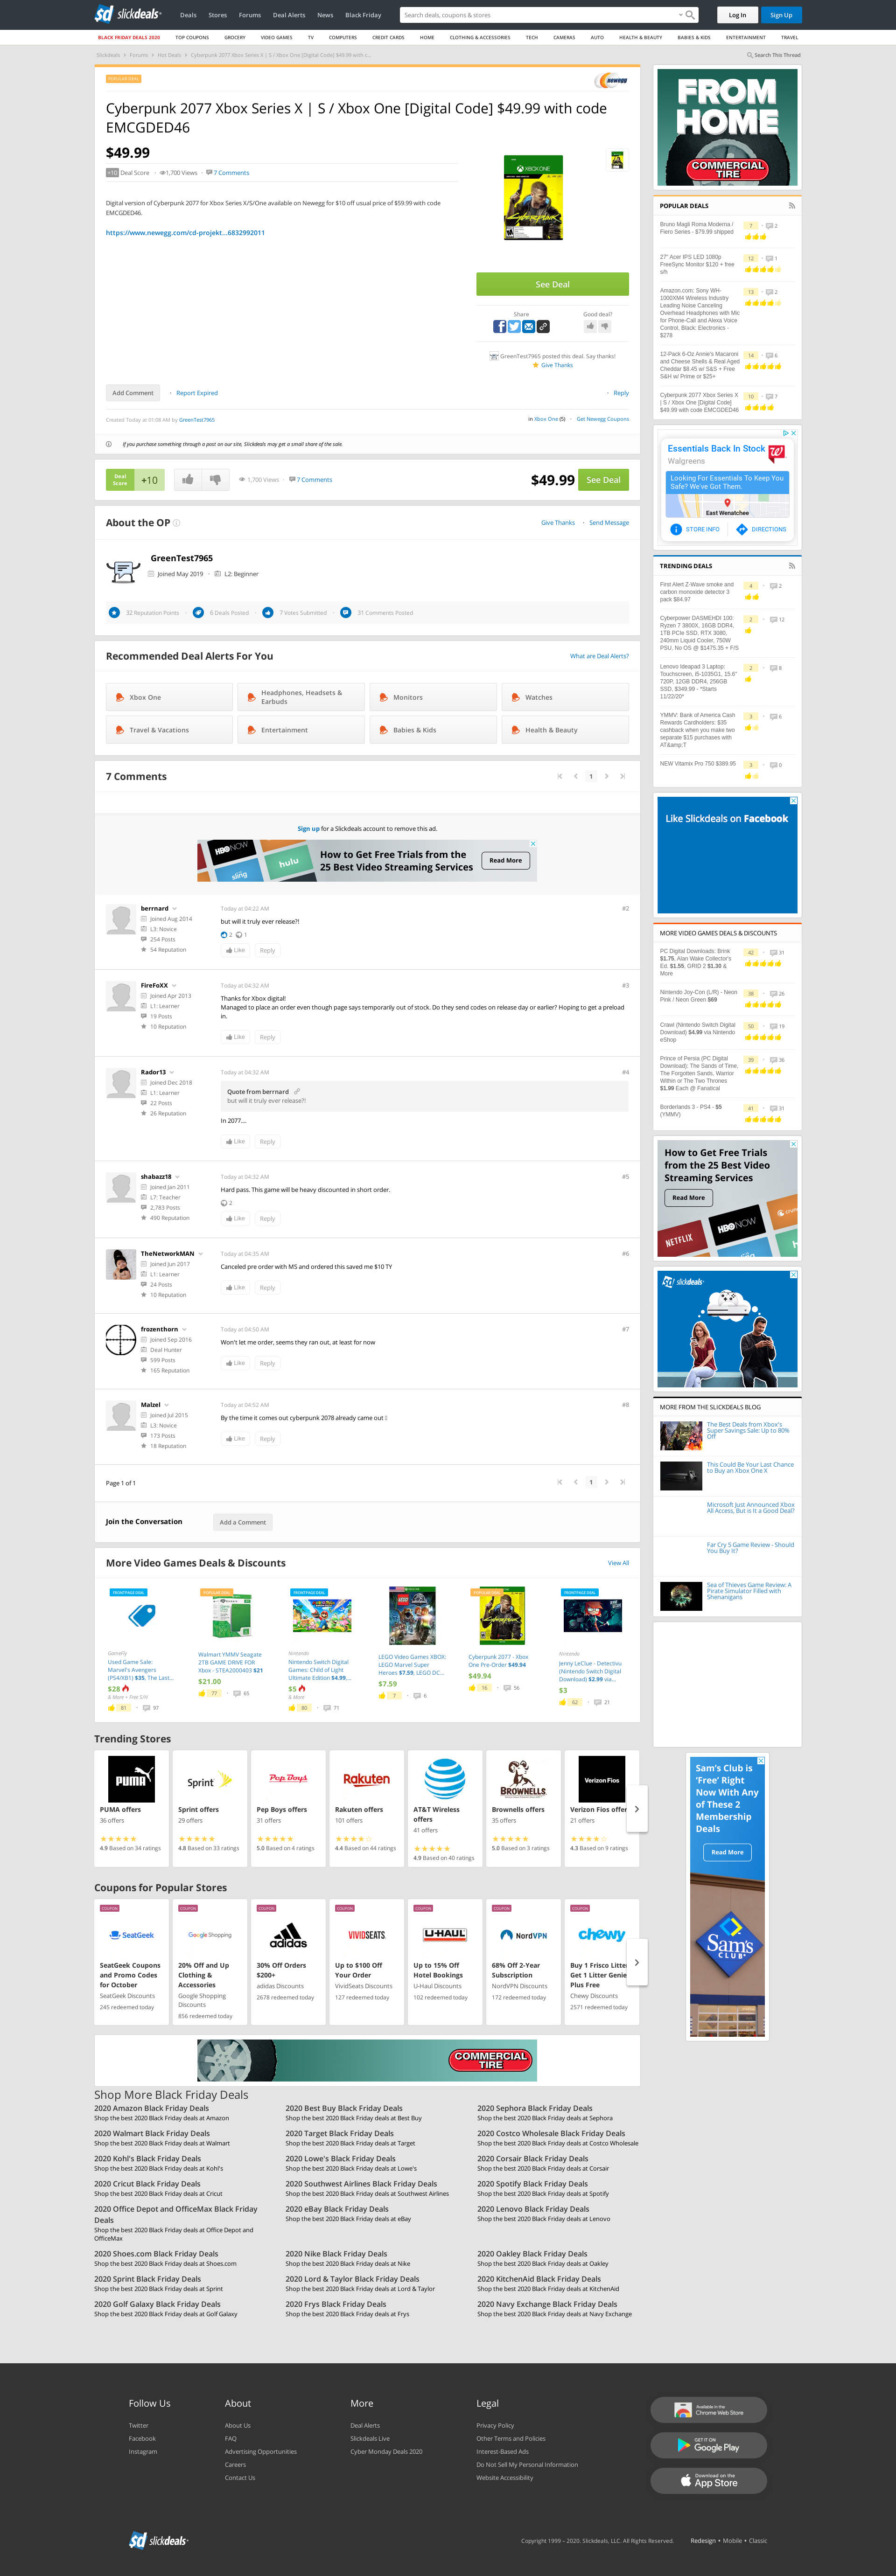 slickdeals
Deals Stores Forums Deal Alerts News Black Friday
Search deals, coupons & stores
Log In
Sign Up
BLACK FRIDAY DEALS 2020 TOP COUPONS GROCERY VIDEO GAMES TV COMPUTERS CREDIT CARDS HOME CLOTHING & ACCESSORIES TECH CAMERAS AUTO HEALTH & BEAUTY BABIES & KIDS ENTERTAINMENT TRAVEL
Slickdeals > Forums > Hot Deals > Cyberpunk 2077 Xbox Series X | S / Xbox One [Digital Code] $49.99 with c...
Search This Thread
POPULAR DEAL
newegg
Cyberpunk 2077 Xbox Series X | S / Xbox One [Digital Code] $49.99 with code
EMCGDED46
$49.99
+10 Deal Score 1,700 Views 7 Comments
Digital version of Cyberpunk 2077 for Xbox Series X/S/One available on Newegg for $10 off usual price of $59.99 with code
EMCGDED46.
https://www.newegg.com/cd-projekt...6832992011
See Deal
Share
Good deal?
GreenTest7965 posted this deal. Say thanks!
Give Thanks
Add Comment
Report Expired
Reply
Created Today at 01:08 AM by GreenTest7965
in Xbox One (5) Get Newegg Coupons
If you purchase something through a post on our site, Slickdeals may get a small share of the sale.
Deal
Score
+10
1,700 Views 7 Comments
$49.99
See Deal
About the OP
Give Thanks Send Message
GreenTest7965
Joined May 2019 L2: Beginner
32 Reputation Points 6 Deals Posted 7 Votes Submitted 31 Comments Posted
Recommended Deal Alerts For You
What are Deal Alerts?
Xbox One
Headphones, Headsets &
Earbuds
Monitors
Watches
Travel & Vacations
Entertainment
Babies & Kids
Health & Beauty
7 Comments
1
Sign up for a Slickdeals account to remove this ad.
HBO NOW
sling
hulu
How to Get Free Trials from the
25 Best Video Streaming Services
Read More
berrnard
Joined Aug 2014
L3: Novice
254 Posts
54 Reputation
Today at 04:22 AM
#2
but will it truly ever release?!
2 1
Like Reply
FireFoXX
Joined Apr 2013
L1: Learner
19 Posts
10 Reputation
Today at 04:32 AM
#3
Thanks for Xbox digital!
Managed to place an order even though page says temporarily out of stock. Do they send codes on release day or earlier? Hoping to get a preload
in.
Like Reply
Rador13
Joined Dec 2018
L1: Learner
22 Posts
26 Reputation
Today at 04:32 AM
#4
Quote from berrnard
but will it truly ever release?!
In 2077....
Like Reply
shabazz18
Joined Jan 2011
L7: Teacher
2,783 Posts
490 Reputation
Today at 04:32 AM
#5
Hard pass. This game will be heavy discounted in short order.
2
Like Reply
TheNetworkMAN
Joined Jun 2017
L1: Learner
24 Posts
10 Reputation
Today at 04:35 AM
#6
Canceled pre order with MS and ordered this saved me $10 TY
Like Reply
frozenthorn
Joined Sep 2016
Deal Hunter
599 Posts
165 Reputation
Today at 04:50 AM
#7
Won't let me order, seems they ran out, at least for now
Like Reply
Malzel
Joined Jul 2015
L3: Novice
173 Posts
18 Reputation
Today at 04:52 AM
#8
By the time it comes out cyberpunk 2078 already came out
Like Reply
Page 1 of 1
1
Join the Conversation
Add a Comment
More Video Games Deals & Discounts
View All
FRONTPAGE DEAL
GameFly
Used Game Sale:
Marvel's Avengers
(PS4/XB1) $35, The Last...
$28
& More + Free S/H
81 97
POPULAR DEAL
Walmart YMMV Seagate
2TB GAME DRIVE FOR
Xbox - STEA2000403 $21
$21.00
77 65
FRONTPAGE DEAL
Nintendo
Nintendo Switch Digital
Games: Child of Light
Ultimate Edition $4.99,...
$5
& More
80 71
LEGO Video Games XBOX:
LEGO Marvel Super
Heroes $7.59, LEGO DC...
$7.59
7 6
POPULAR DEAL
Cyberpunk 2077 - Xbox
One Pre-Order $49.94
$49.94
16 56
FRONTPAGE DEAL
Nintendo
Jenny LeClue - Detectivu
(Nintendo Switch Digital
Download) $2.99 via...
$3
62 21
Trending Stores
PUMA offers
36 offers
4.9 Based on 34 ratings
Sprint offers
29 offers
4.8 Based on 33 ratings
Pep Boys offers
31 offers
5.0 Based on 4 ratings
Rakuten offers
101 offers
4.4 Based on 44 ratings
AT&T Wireless
offers
41 offers
4.9 Based on 40 ratings
Brownells offers
35 offers
5.0 Based on 3 ratings
Verizon Fios offers
21 offers
4.3 Based on 9 ratings
Coupons for Popular Stores
COUPON
SeatGeek
SeatGeek Coupons
and Promo Codes
for October
SeatGeek Discounts
245 redeemed today
COUPON
Google Shopping
20% Off and Up
Clothing &
Accessories
Google Shopping
Discounts
856 redeemed today
COUPON
adidas
30% Off Orders
$200+
adidas Discounts
2678 redeemed today
COUPON
VIVIDSEATS
Up to $100 Off
Your Order
VividSeats Discounts
127 redeemed today
COUPON
U-HAUL
Up to 15% Off
Hotel Bookings
U-Haul Discounts
102 redeemed today
COUPON
NordVPN
68% Off 2-Year
Subscription
NordVPN Discounts
172 redeemed today
COUPON
chewy
Buy 1 Frisco Litter
Get 1 Litter Genie
Plus Free
Chewy Discounts
2571 redeemed today
COMMERCIAL
TIRE
Shop More Black Friday Deals
2020 Amazon Black Friday Deals
Shop the best 2020 Black Friday deals at Amazon
2020 Best Buy Black Friday Deals
Shop the best 2020 Black Friday deals at Best Buy
2020 Sephora Black Friday Deals
Shop the best 2020 Black Friday deals at Sephora
2020 Walmart Black Friday Deals
Shop the best 2020 Black Friday deals at Walmart
2020 Target Black Friday Deals
Shop the best 2020 Black Friday deals at Target
2020 Costco Wholesale Black Friday Deals
Shop the best 2020 Black Friday deals at Costco Wholesale
2020 Kohl's Black Friday Deals
Shop the best 2020 Black Friday deals at Kohl's
2020 Lowe's Black Friday Deals
Shop the best 2020 Black Friday deals at Lowe's
2020 Corsair Black Friday Deals
Shop the best 2020 Black Friday deals at Corsair
2020 Cricut Black Friday Deals
Shop the best 2020 Black Friday deals at Cricut
2020 Southwest Airlines Black Friday Deals
Shop the best 2020 Black Friday deals at Southwest Airlines
2020 Spotify Black Friday Deals
Shop the best 2020 Black Friday deals at Spotify
2020 Office Depot and OfficeMax Black Friday
Deals
Shop the best 2020 Black Friday deals at Office Depot and
OfficeMax
2020 eBay Black Friday Deals
Shop the best 2020 Black Friday deals at eBay
2020 Lenovo Black Friday Deals
Shop the best 2020 Black Friday deals at Lenovo
2020 Shoes.com Black Friday Deals
Shop the best 2020 Black Friday deals at Shoes.com
2020 Nike Black Friday Deals
Shop the best 2020 Black Friday deals at Nike
2020 Oakley Black Friday Deals
Shop the best 2020 Black Friday deals at Oakley
2020 Sprint Black Friday Deals
Shop the best 2020 Black Friday deals at Sprint
2020 Lord & Taylor Black Friday Deals
Shop the best 2020 Black Friday deals at Lord & Taylor
2020 KitchenAid Black Friday Deals
Shop the best 2020 Black Friday deals at KitchenAid
2020 Golf Galaxy Black Friday Deals
Shop the best 2020 Black Friday deals at Golf Galaxy
2020 Frys Black Friday Deals
Shop the best 2020 Black Friday deals at Frys
2020 Navy Exchange Black Friday Deals
Shop the best 2020 Black Friday deals at Navy Exchange
FROM
HOME
COMMERCIAL
TIRE
POPULAR DEALS
Bruno Magli Roma Moderna /
Fiero Series - $79.99 shipped
7 2
27" Acer IPS LED 1080p
FreeSync Monitor $120 + free
s/h
12 1
Amazon.com: Sony WH-
1000XM4 Wireless Industry
Leading Noise Canceling
Overhead Headphones with Mic
for Phone-Call and Alexa Voice
Control, Black: Electronics -
$278
13 2
12-Pack 6-Oz Annie's Macaroni
and Cheese Shells & Real Aged
Cheddar $8.45 w/ S&S + Free
S&H w/ Prime or $25+
14 6
Cyberpunk 2077 Xbox Series X
| S / Xbox One [Digital Code]
$49.99 with code EMCGDED46
10 7
Essentials Back In Stock
Walgreens
Looking For Essentials To Keep You
Safe? We've Got Them.
East Wenatchee
STORE INFO
DIRECTIONS
TRENDING DEALS
First Alert Z-Wave smoke and
carbon monoxide detector 3
pack $84.97
4 2
Cyberpower DASMEHDI 100:
Ryzen 7 3800X, 16GB DDR4,
1TB PCIe SSD, RTX 3080,
240mm Liquid Cooler, 750W
PSU, No OS @ $1475.35 + F/S
2 12
Lenovo Ideapad 3 Laptop:
Touchscreen, i5-1035G1, 15.6"
720P, 12GB DDR4, 256GB
SSD, $349.99 - *Starts
11/22/20*
2 8
YMMV: Bank of America Cash
Rewards Cardholders: $35
cashback when you make two
separate $15 purchases with
AT&amp;T
3 6
NEW Vitamix Pro 750 $389.95
3 0
Like Slickdeals on Facebook
MORE VIDEO GAMES DEALS & DISCOUNTS
PC Digital Downloads: Brink
$1.75, Alan Wake Collector's
Ed. $1.55, GRID 2 $1.30 &
More
42 31
Nintendo Joy-Con (L/R) - Neon
Pink / Neon Green $69
38 26
Crawl (Nintendo Switch Digital
Download) $4.99 via Nintendo
eShop
50 19
Prince of Persia (PC Digital
Download): The Sands of Time,
The Forgotten Sands, Warrior
Within or The Two Thrones
$1.99 Each @ Fanatical
39 36
Borderlands 3 - PS4 - $5
(YMMV)
41 31
How to Get Free Trials
from the 25 Best Video
Streaming Services
Read More
NETFLIX
HBO NOW
hulu
slickdeals
MORE FROM THE SLICKDEALS BLOG
The Best Deals from Xbox's
Super Savings Sale: Up to 80%
Off
This Could Be Your Last Chance
to Buy an Xbox One X
Microsoft Just Announced Xbox
All Access, But is It a Good Deal?
Far Cry 5 Game Review - Should
You Buy It?
Sea of Thieves Game Review: A
Pirate Simulator Filled with
Shenanigans
Sam's Club is
'Free' Right
Now With Any
of These 2
Membership
Deals
Read More
Sam's
CLUB
Follow Us
Twitter
Facebook
Instagram
About
About Us
FAQ
Advertising Opportunities
Careers
Contact Us
More
Deal Alerts
Slickdeals Live
Cyber Monday Deals 2020
Legal
Privacy Policy
Other Terms and Policies
Interest-Based Ads
Do Not Sell My Personal Information
Website Accessibility
Available in the
Chrome Web Store
GET IT ON
Google Play
Download on the
App Store
slickdeals
Copyright 1999 - 2020. Slickdeals, LLC. All Rights Reserved. Redesign • Mobile • Classic